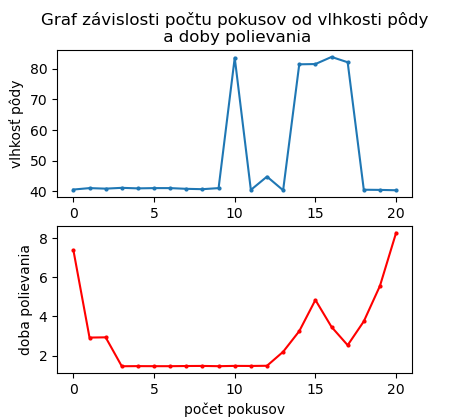 Graf závislosti počtu pokusov od vlhkosti pôdy
a doby polievania
vlhkosť pôdy
80
70
60
50
40
0 5 10 15 20
doba polievania
8
6
4
2
0 5 10 15 20
počet pokusov